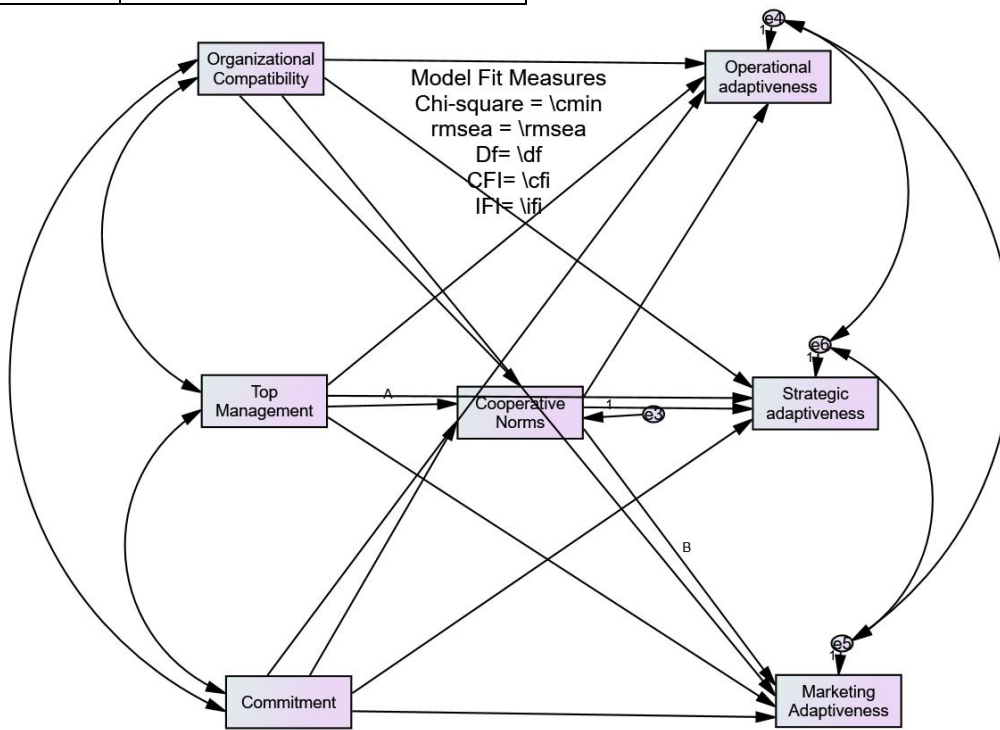 e4
1
Organizational
Compatibility
Operational
adaptiveness
Model Fit Measures
Chi-square = \cmin
rmsea = \rmsea
Df= \df
CFI= \cfi
IFI= \ifi
e6
1
Top
Management
A
Cooperative
Norms
1
e3
Strategic
adaptiveness
B
e5
1
Commitment
Marketing
Adaptiveness